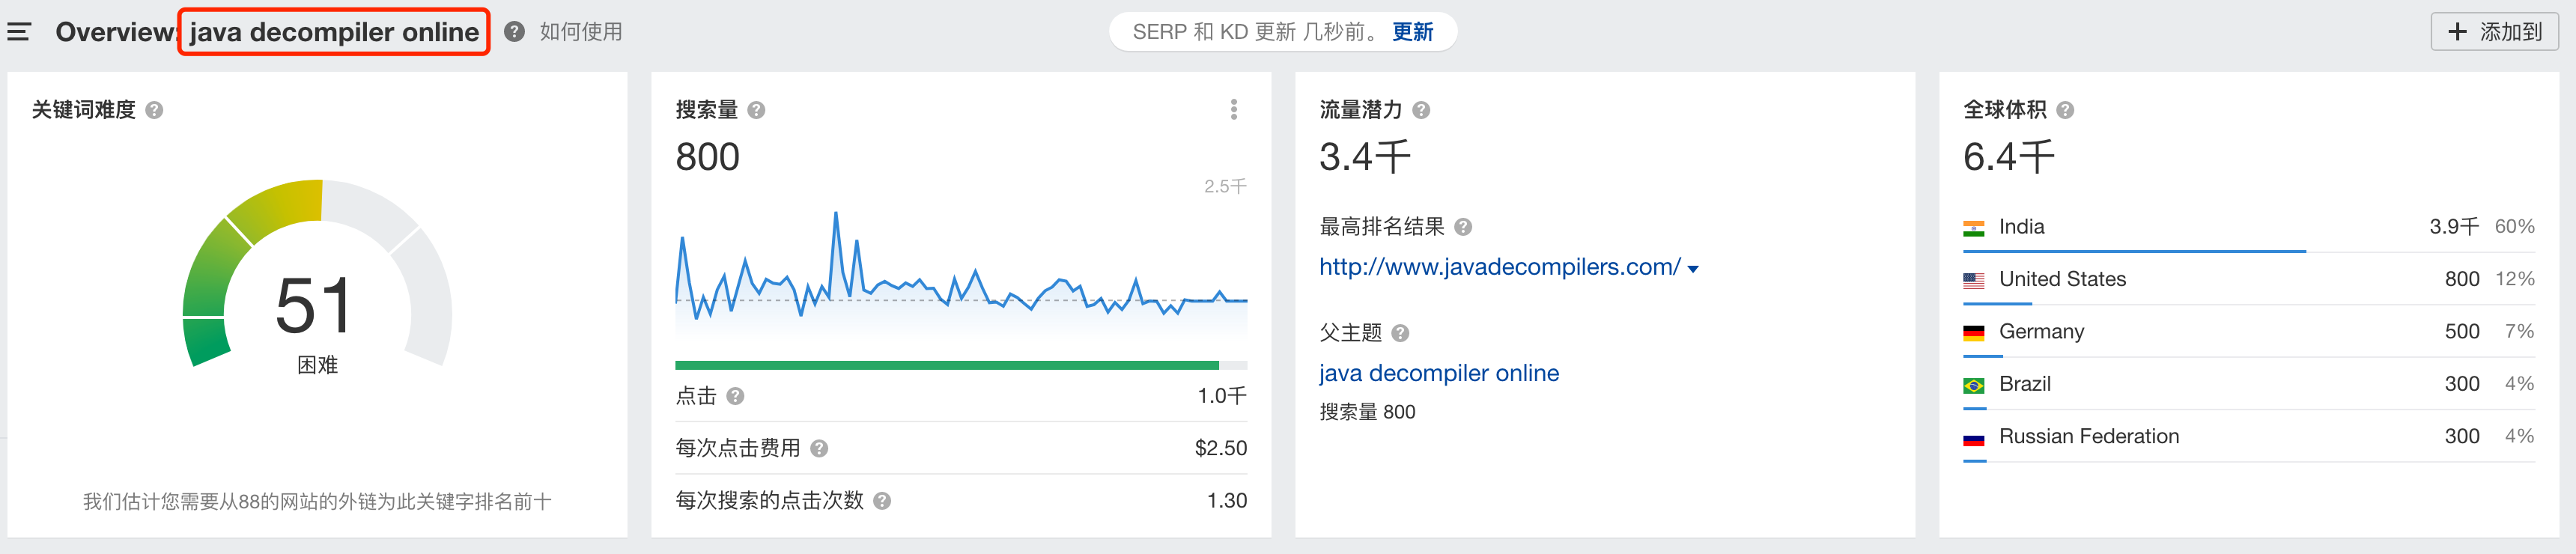 Overview: java decompiler online
如何使用
SERP 和 KD 更新 几秒前。 更新
添加到
关键词难度
51
困难
我们估计您需要从88的网站的外链为此关键字排名前十
搜索量
800
2.5千
点击 1.0千
每次点击费用 $2.50
每次搜索的点击次数 1.30
流量潜力
3.4千
最高排名结果
http://www.javadecompilers.com/
父主题
java decompiler online
搜索量 800
全球体积
6.4千
India 3.9千 60%
United States 800 12%
Germany 500 7%
Brazil 300 4%
Russian Federation 300 4%